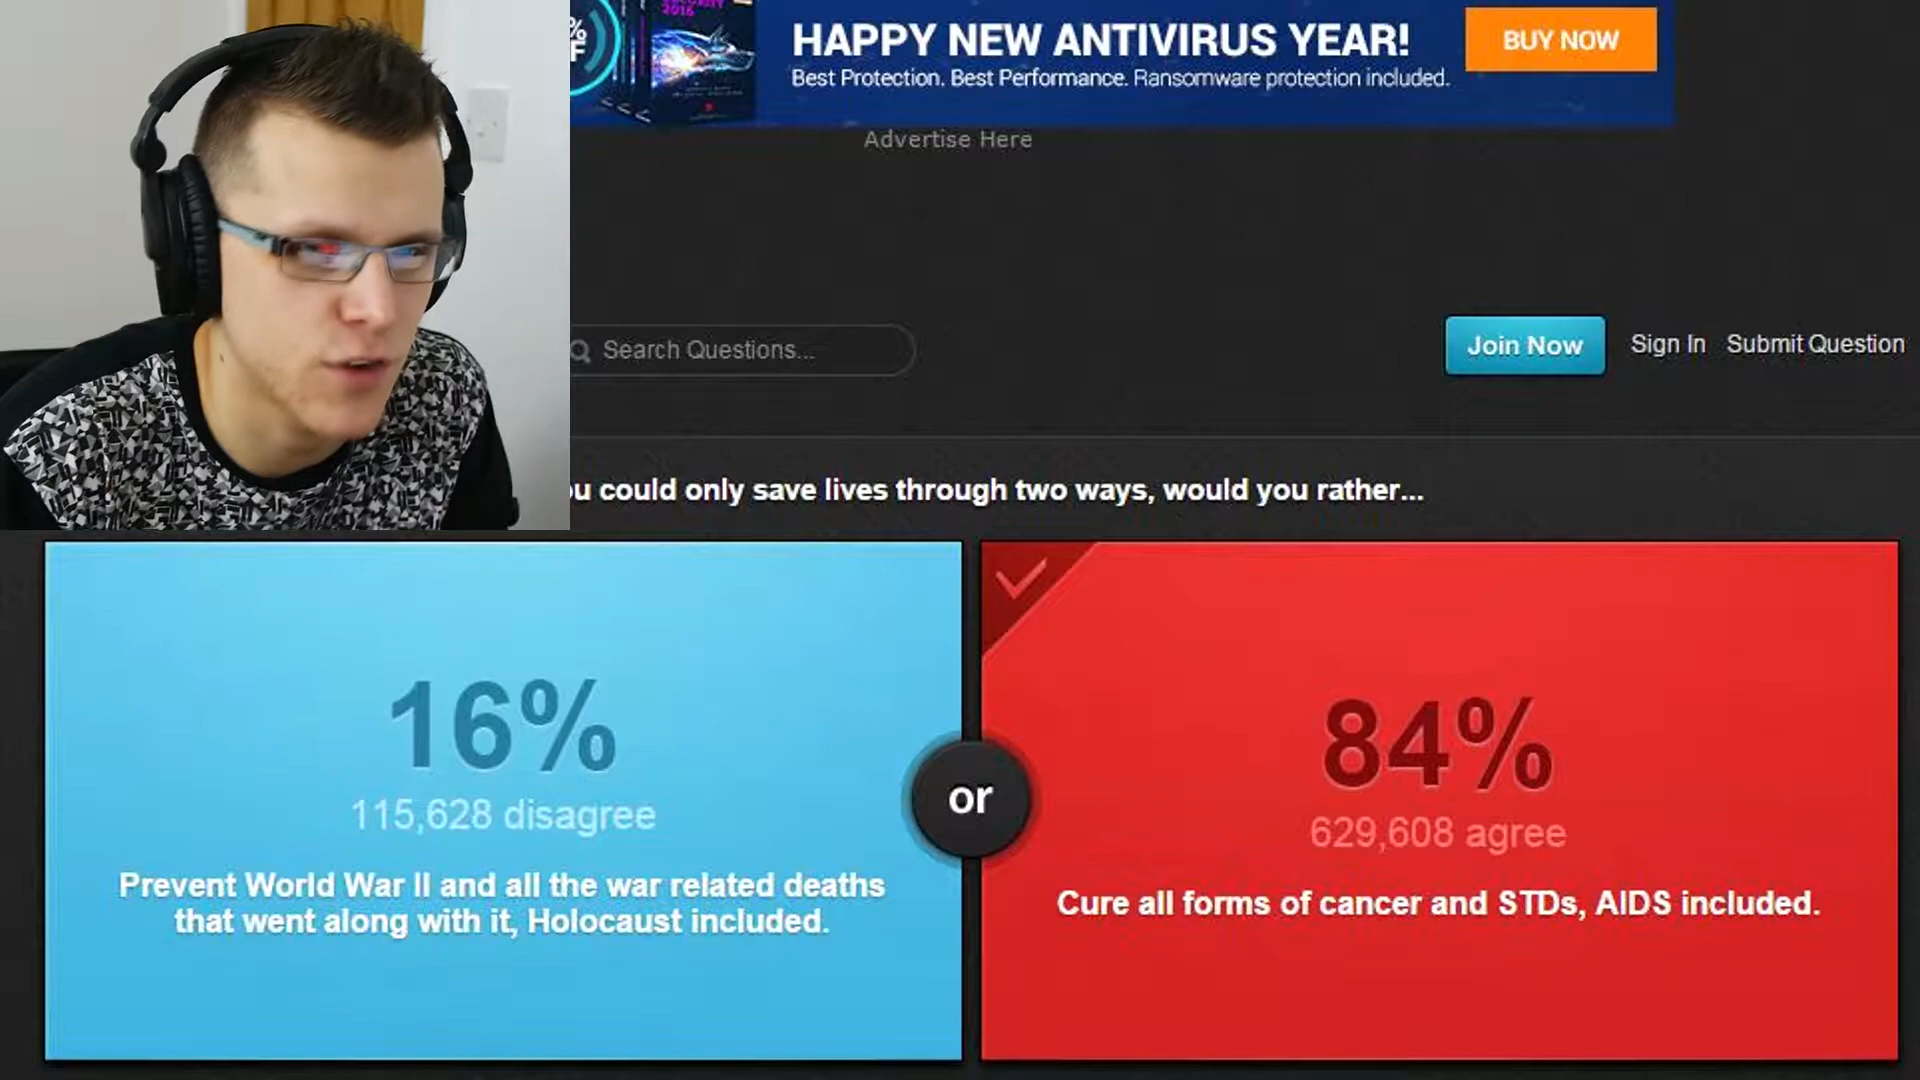 % F
2016
HAPPY NEW ANTIVIRUS YEAR!
BUY NOW
Best Protection. Best Performance. Ransomware protection included.
Advertise Here
Search Questions...
Join Now
Sign In
Submit Question
u could only save lives through two ways, would you rather...
16%
115,628 disagree
Prevent World War II and all the war related deaths
that went along with it, Holocaust included.
or
84%
629,608 agree
Cure all forms of cancer and STDs, AIDS included.